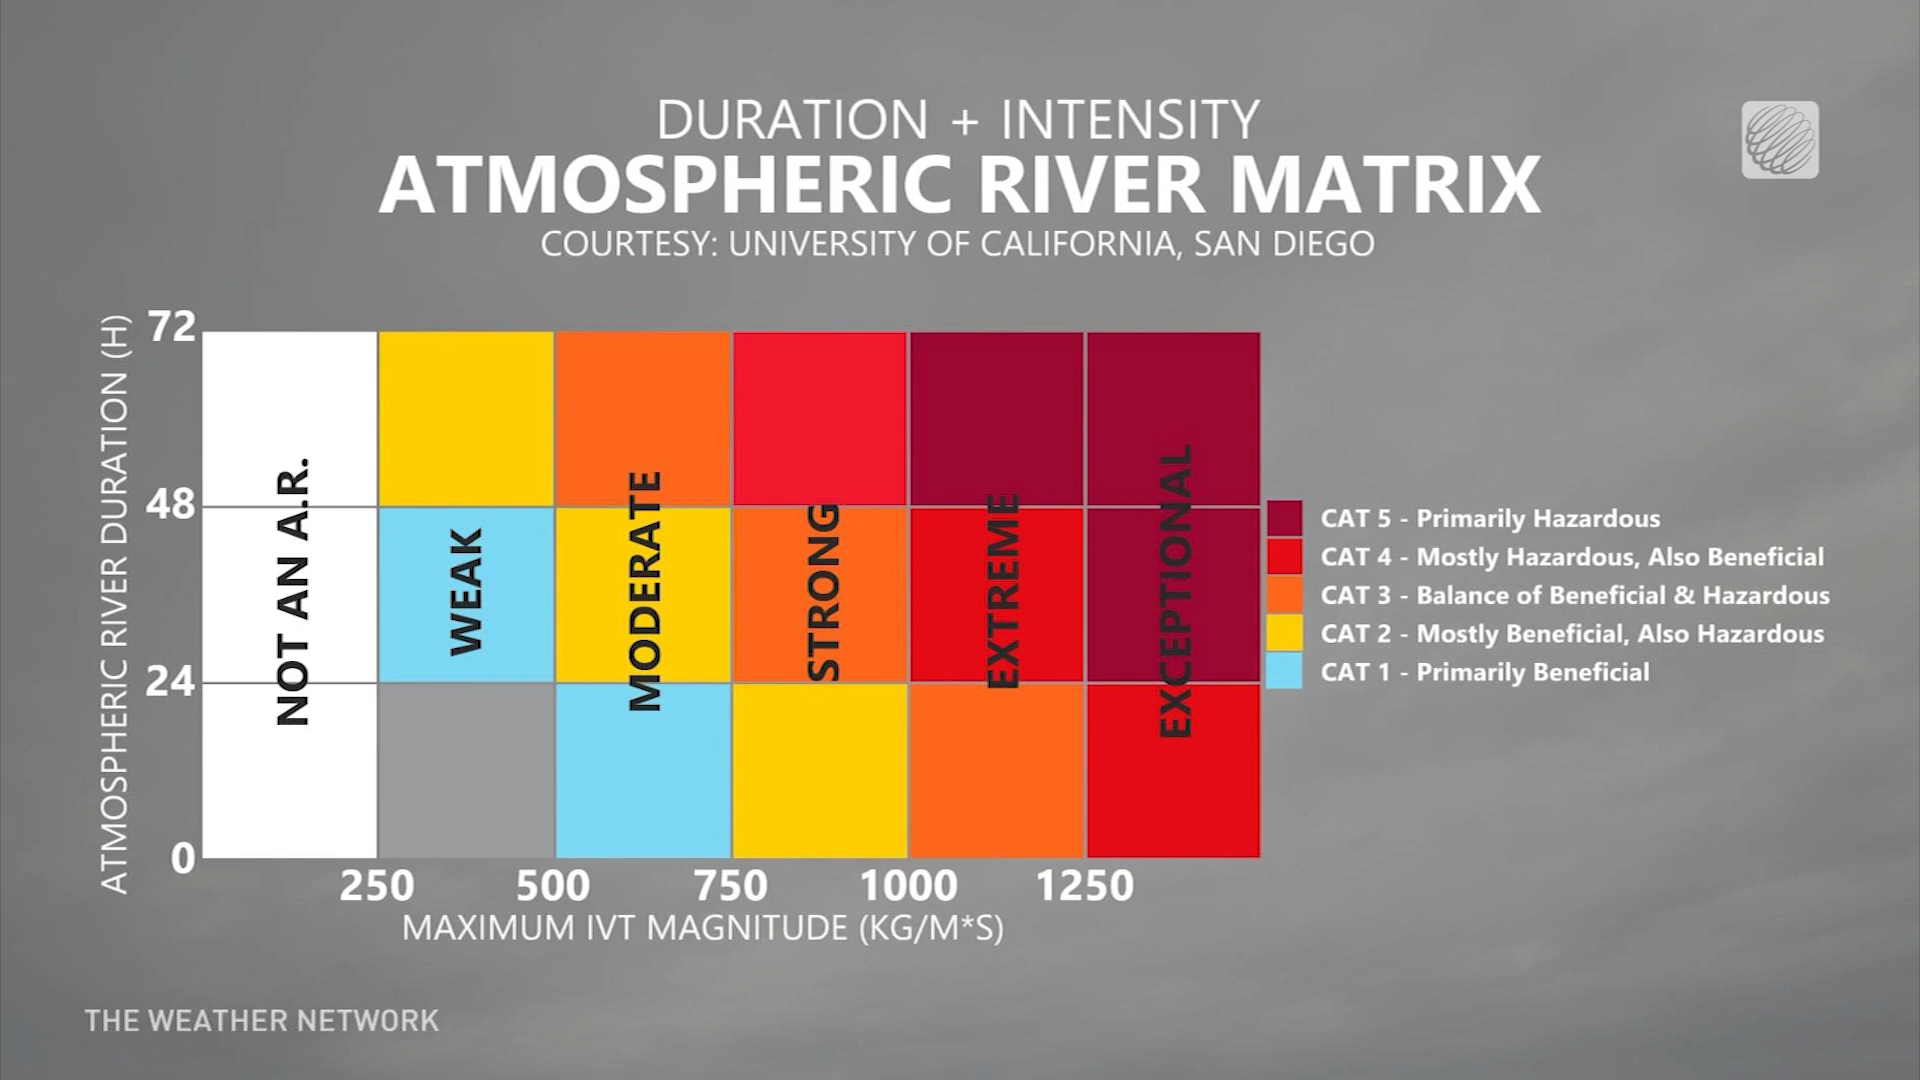 DURATION + INTENSITY
ATMOSPHERIC RIVER MATRIX
COURTESY: UNIVERSITY OF CALIFORNIA, SAN DIEGO
ATMOSPHERIC RIVER DURATION (H)
72
48
24
0
NOT AN A.R.
WEAK
MODERATE
STRONG
EXTREME
EXCEPTIONAL
CAT 5 - Primarily Hazardous
CAT 4 - Mostly Hazardous, Also Beneficial
CAT 3 - Balance of Beneficial & Hazardous
CAT 2 - Mostly Beneficial, Also Hazardous
CAT 1 - Primarily Beneficial
250 500 750 1000 1250
MAXIMUM IVT MAGNITUDE (KG/M*S)
THE WEATHER NETWORK